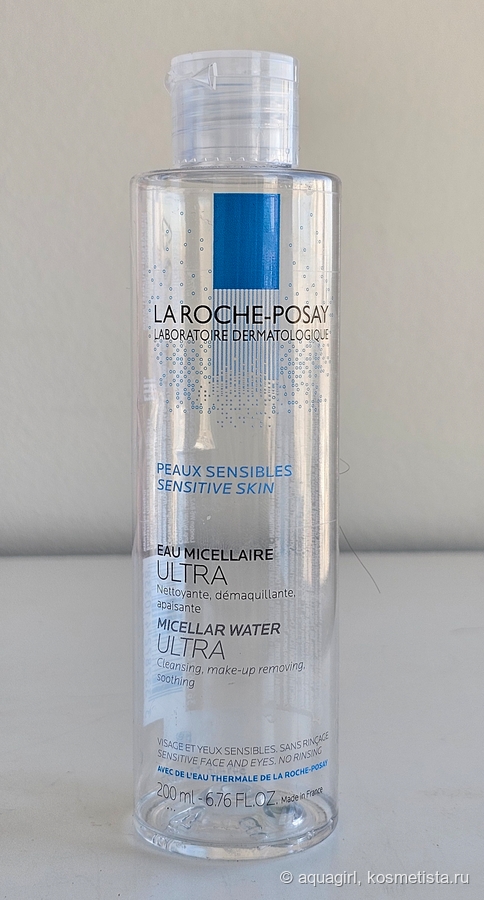 LA ROCHE-POSAY
LABORATOIRE DERMATOLOGIQUE
PEAUX SENSIBLES
SENSITIVE SKIN
EAU MICELLAIRE
ULTRA
Nettoyante, démaquillante,
apaisante
MICELLAR WATER
ULTRA
Cleansing, make-up removing,
soothing
VISAGE ET YEUX SENSIBLES. SANS RINÇAGE
SENSITIVE FACE AND EYES. NO RINSING
AVEC DE L'EAU THERMALE DE LA ROCHE-POSAY
200 ml - 6.76 FL.OZ. Made in France
© aquagirl, kosmetista.ru